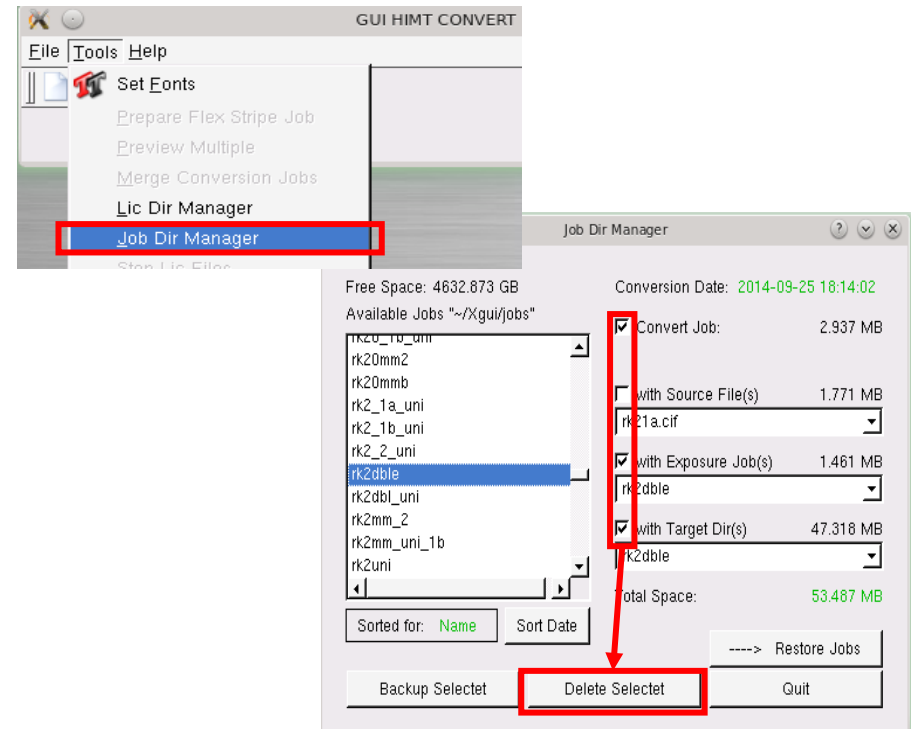 GUI HIMT CONVERT
File Tools Help
Set Fonts
Prepare Flex Stripe Job
Preview Multiple
Merge Conversion Jobs
Lic Dir Manager
Job Dir Manager
Job Dir Manager
Free Space: 4632.873 GB
Conversion Date: 2014-09-25 18:14:02
Available Jobs "~/Xgui/jobs"
rk20mm2
rk20mmb
rk2_1a_uni
rk2_1b_uni
rk2_2_uni
rk2dble
rk2dbl_uni
rk2mm_2
rk2mm_uni_1b
rk2uni
Convert Job: 2.937 MB
with Source File(s) 1.771 MB
rk21a.cif
with Exposure Job(s) 1.461 MB
rk2dble
with Target Dir(s) 47.318 MB
rk2dble
Total Space: 53.487 MB
Sorted for: Name Sort Date
----> Restore Jobs
Backup Selectet Delete Selectet Quit